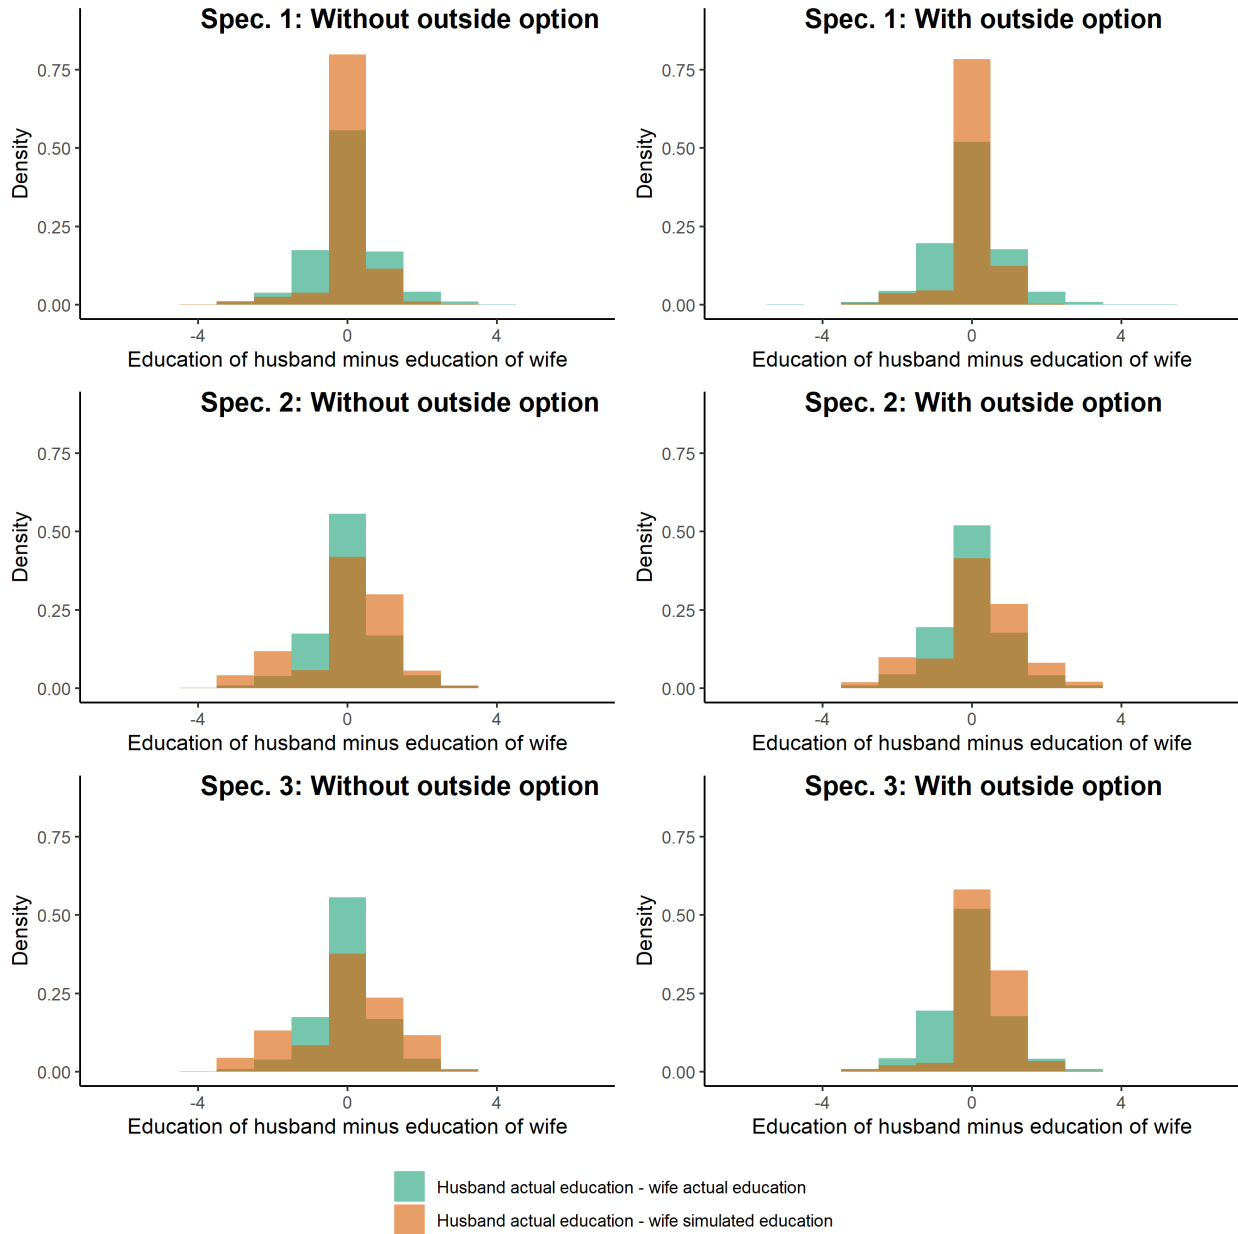 Spec. 1: Without outside option
Density
0.75
0.50
0.25
0.00
-4 0 4
Education of husband minus education of wife
Spec. 1: With outside option
Density
0.75
0.50
0.25
0.00
-4 0 4
Education of husband minus education of wife
Spec. 2: Without outside option
Density
0.75
0.50
0.25
0.00
-4 0 4
Education of husband minus education of wife
Spec. 2: With outside option
Density
0.75
0.50
0.25
0.00
-4 0 4
Education of husband minus education of wife
Spec. 3: Without outside option
Density
0.75
0.50
0.25
0.00
-4 0 4
Education of husband minus education of wife
Spec. 3: With outside option
Density
0.75
0.50
0.25
0.00
-4 0 4
Education of husband minus education of wife
Husband actual education - wife actual education
Husband actual education - wife simulated education